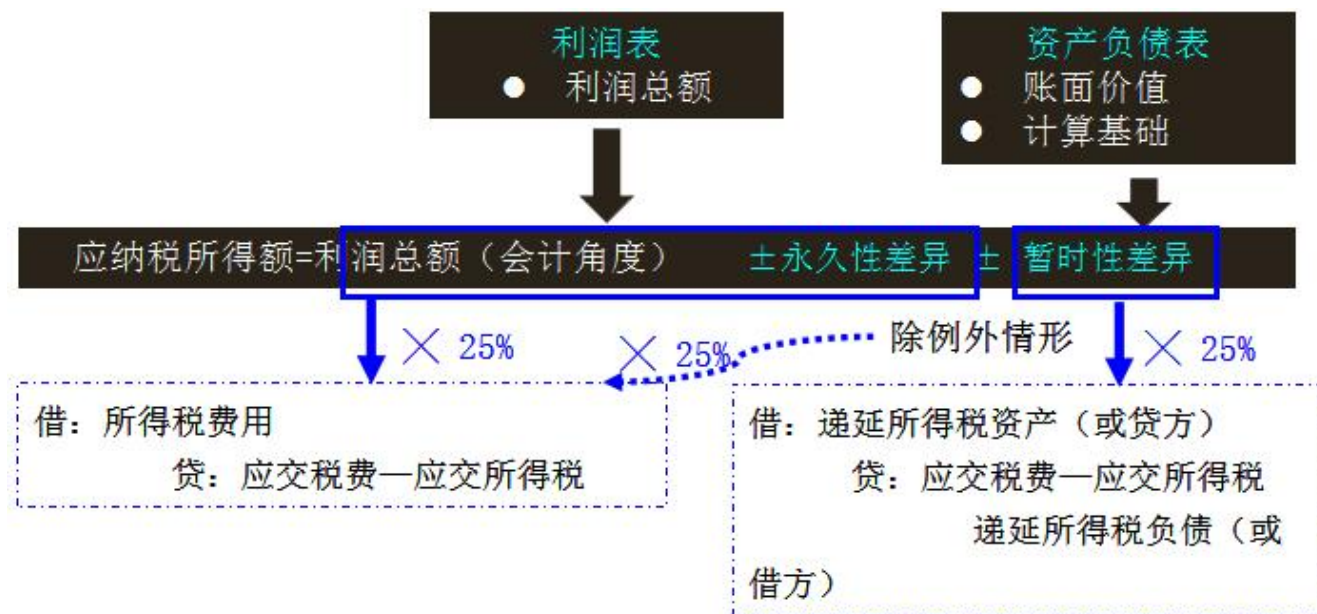 利润表
● 利润总额
资产负债表
● 账面价值
● 计算基础
应纳税所得额=利润总额（会计角度） ±永久性差异 ± 暂时性差异
× 25%
× 25%
除例外情形
× 25%
借：所得税费用
贷：应交税费—应交所得税
借：递延所得税资产（或贷方）
贷：应交税费—应交所得税
递延所得税负债（或
借方）